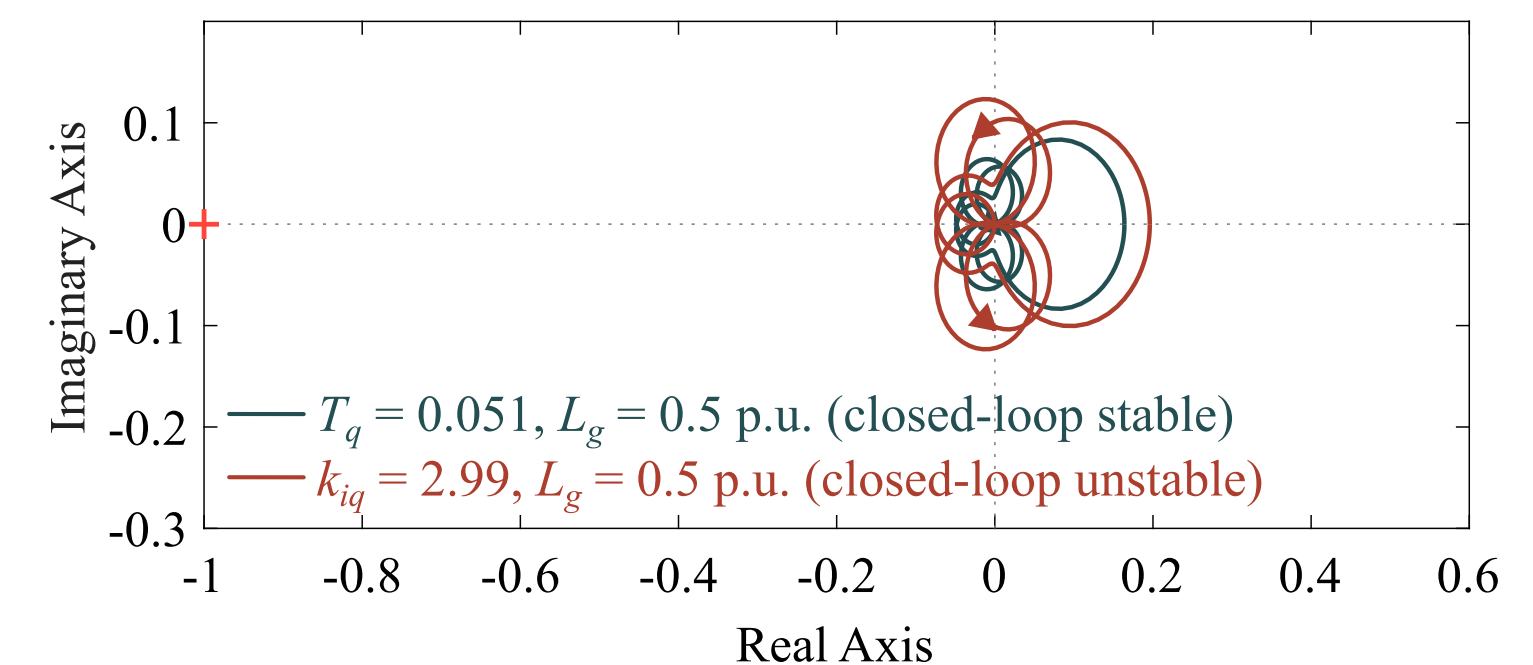 Imaginary Axis
0.1
0
-0.1
-0.2
-0.3
T_q = 0.051, L_g = 0.5 p.u. (closed-loop stable)
k_iq = 2.99, L_g = 0.5 p.u. (closed-loop unstable)
-1 -0.8 -0.6 -0.4 -0.2 0 0.2 0.4 0.6
Real Axis